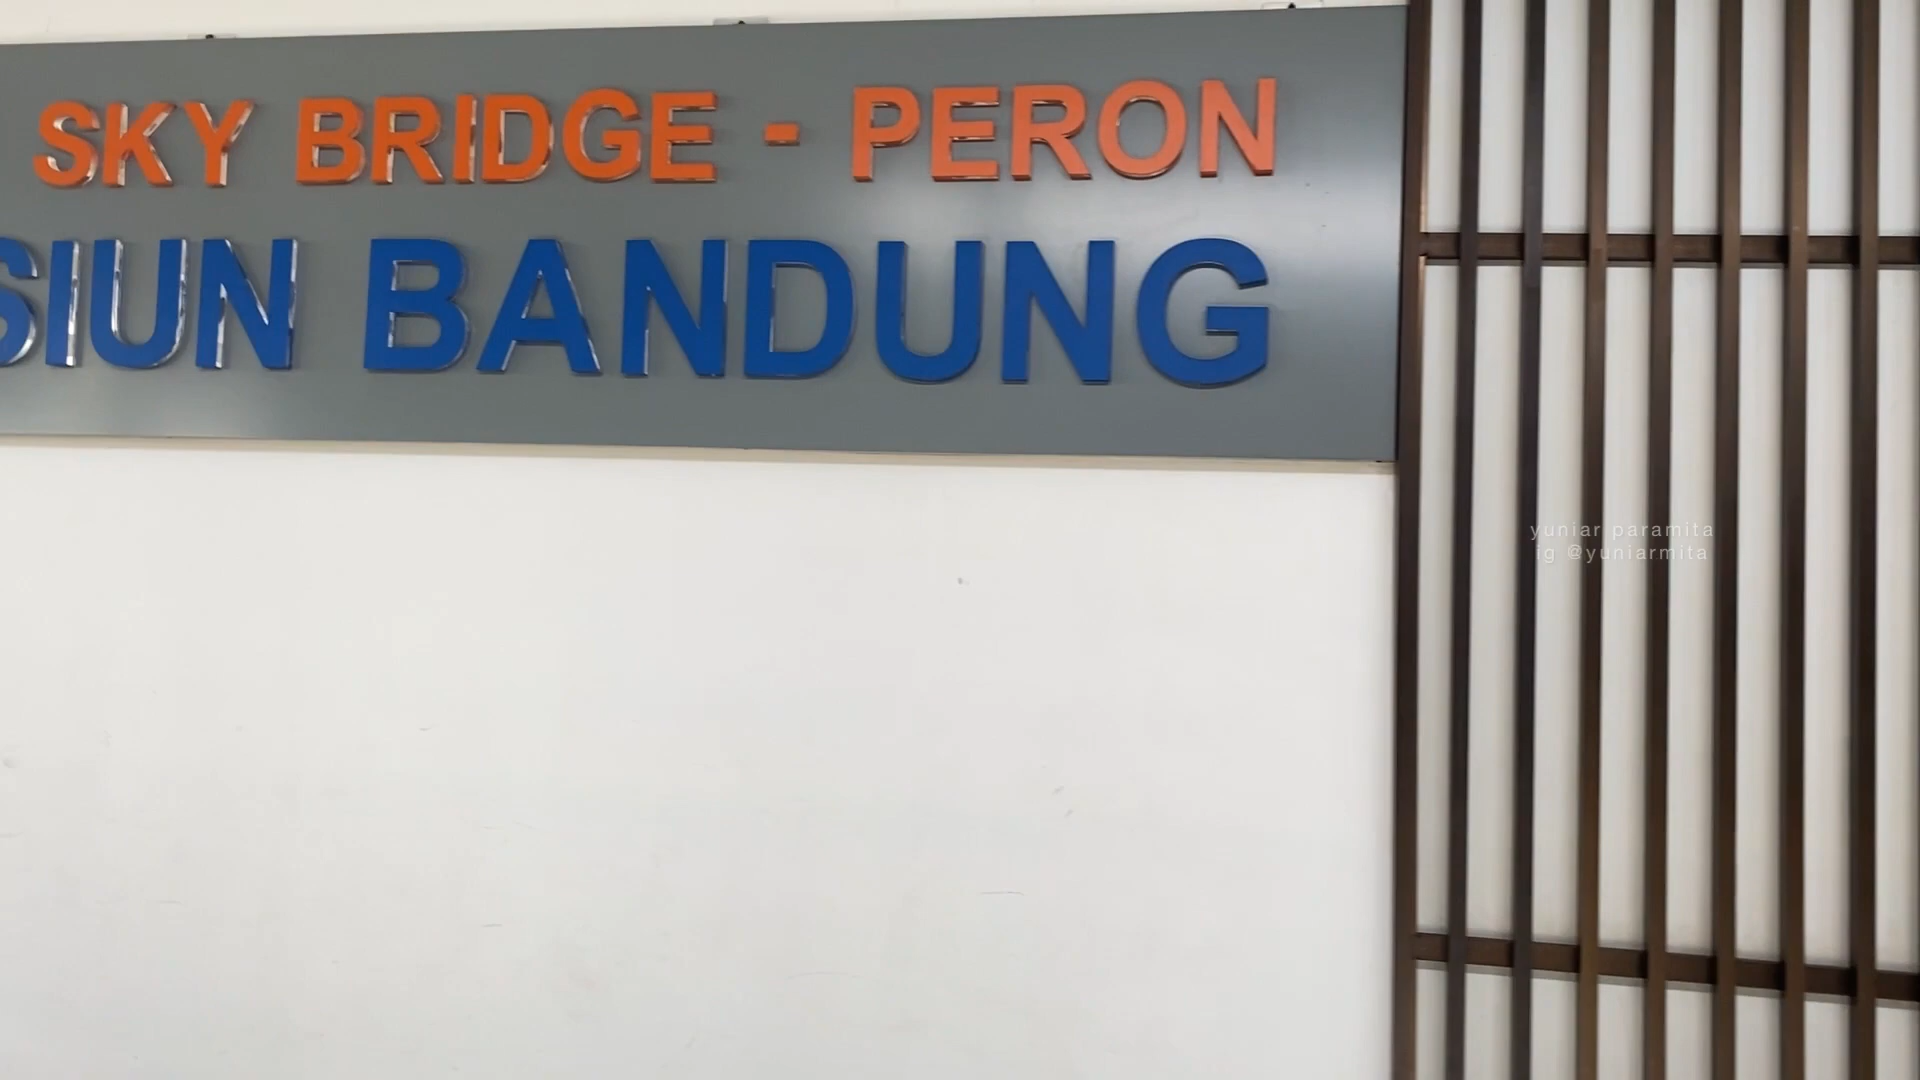 SKY BRIDGE - PERON
SIUN BANDUNG
yuniar paramita
ig @yuniarmita